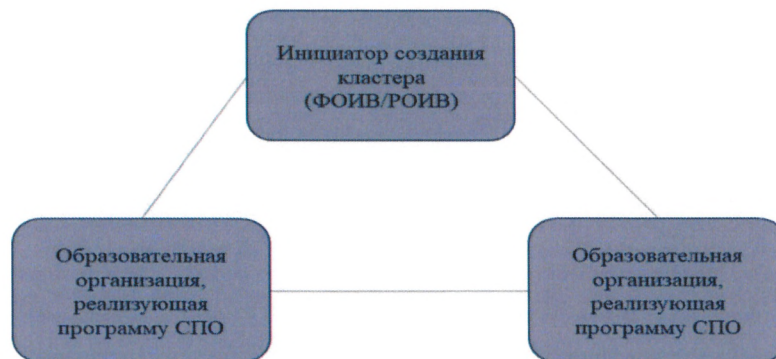 Инициатор создания
кластера
(ФОИВ/РОИВ)
Образовательная
организация,
реализующая
программу СПО
Образовательная
организация,
реализующая
программу СПО